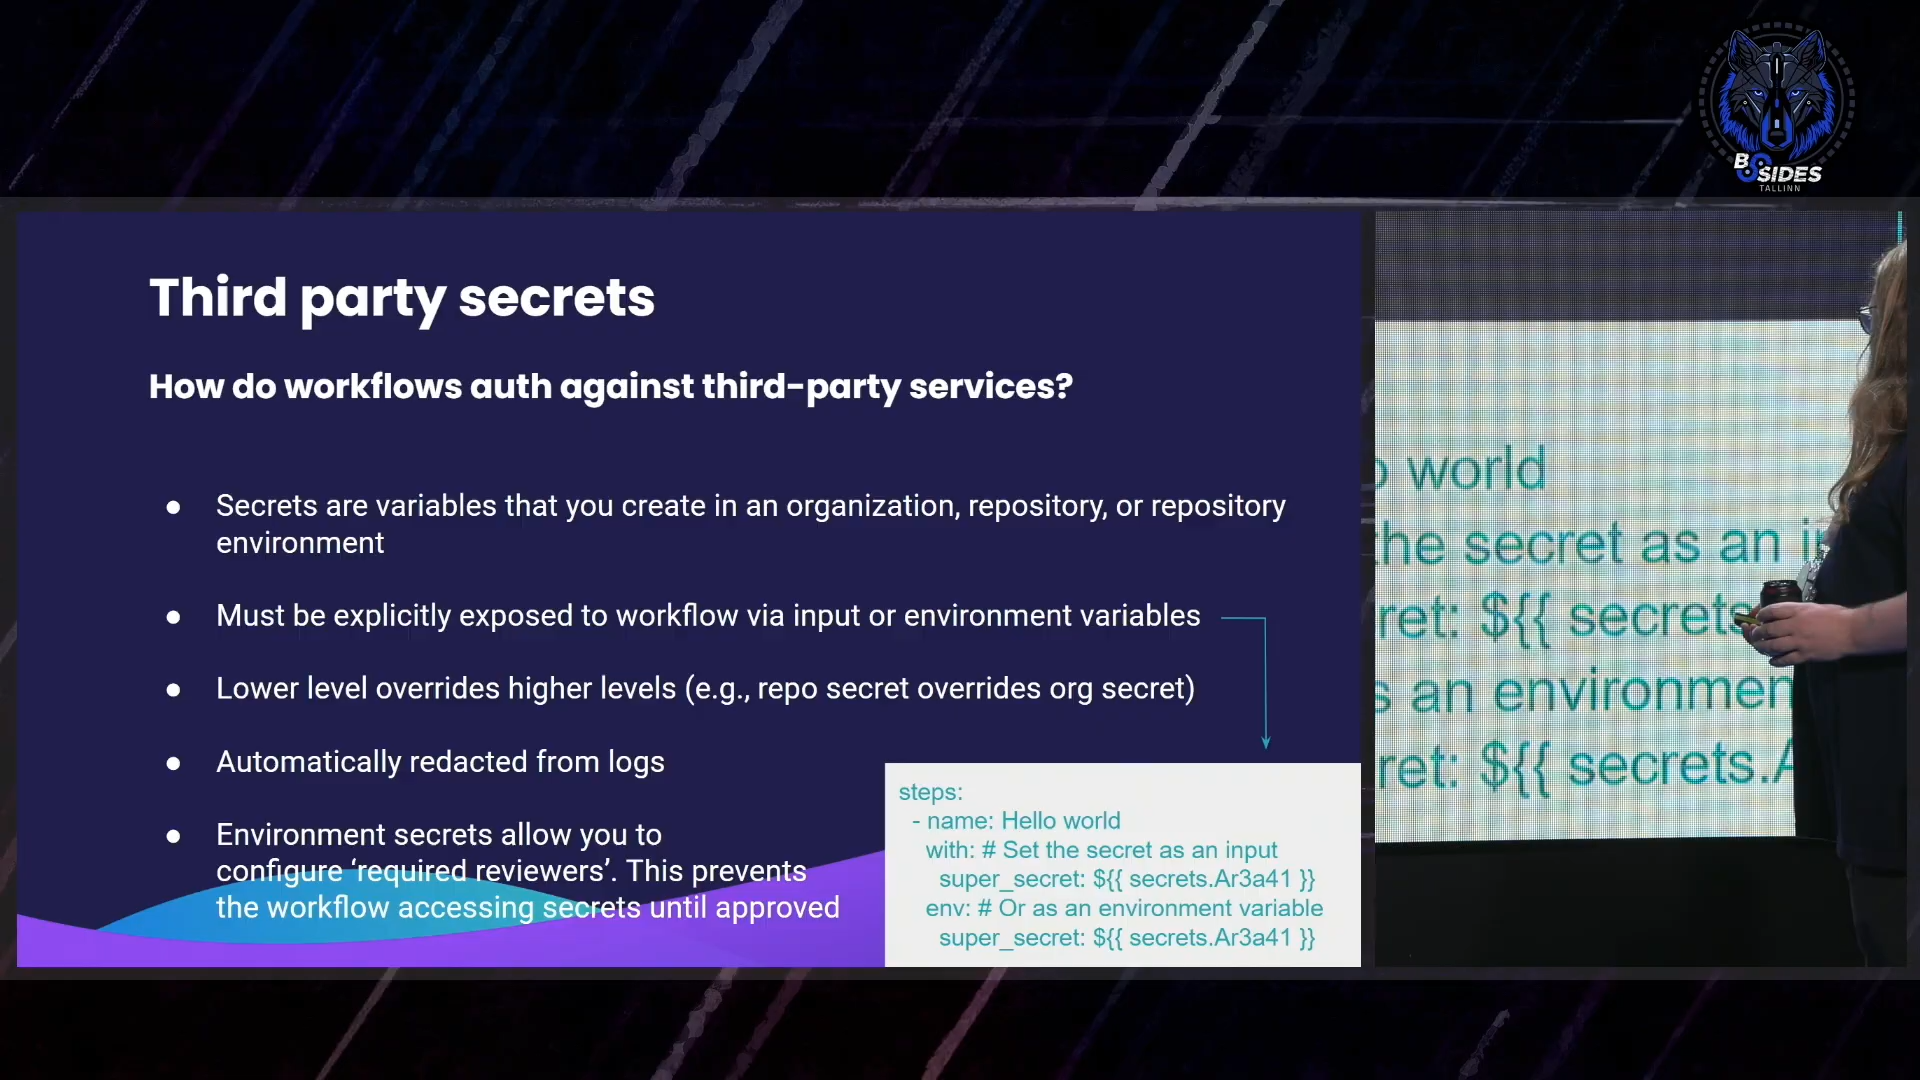 BSIDES
TALLINN
Third party secrets
How do workflows auth against third-party services?
● Secrets are variables that you create in an organization, repository, or repository
environment
● Must be explicitly exposed to workflow via input or environment variables
● Lower level overrides higher levels (e.g., repo secret overrides org secret)
● Automatically redacted from logs
● Environment secrets allow you to
configure ‘required reviewers’. This prevents
the workflow accessing secrets until approved
steps:
- name: Hello world
with: # Set the secret as an input
super_secret: ${{ secrets.Ar3a41 }}
env: # Or as an environment variable
super_secret: ${{ secrets.Ar3a41 }}
o world
the secret as an i
ret: ${{ secrets
s an environmen
ret: ${{ secrets.A